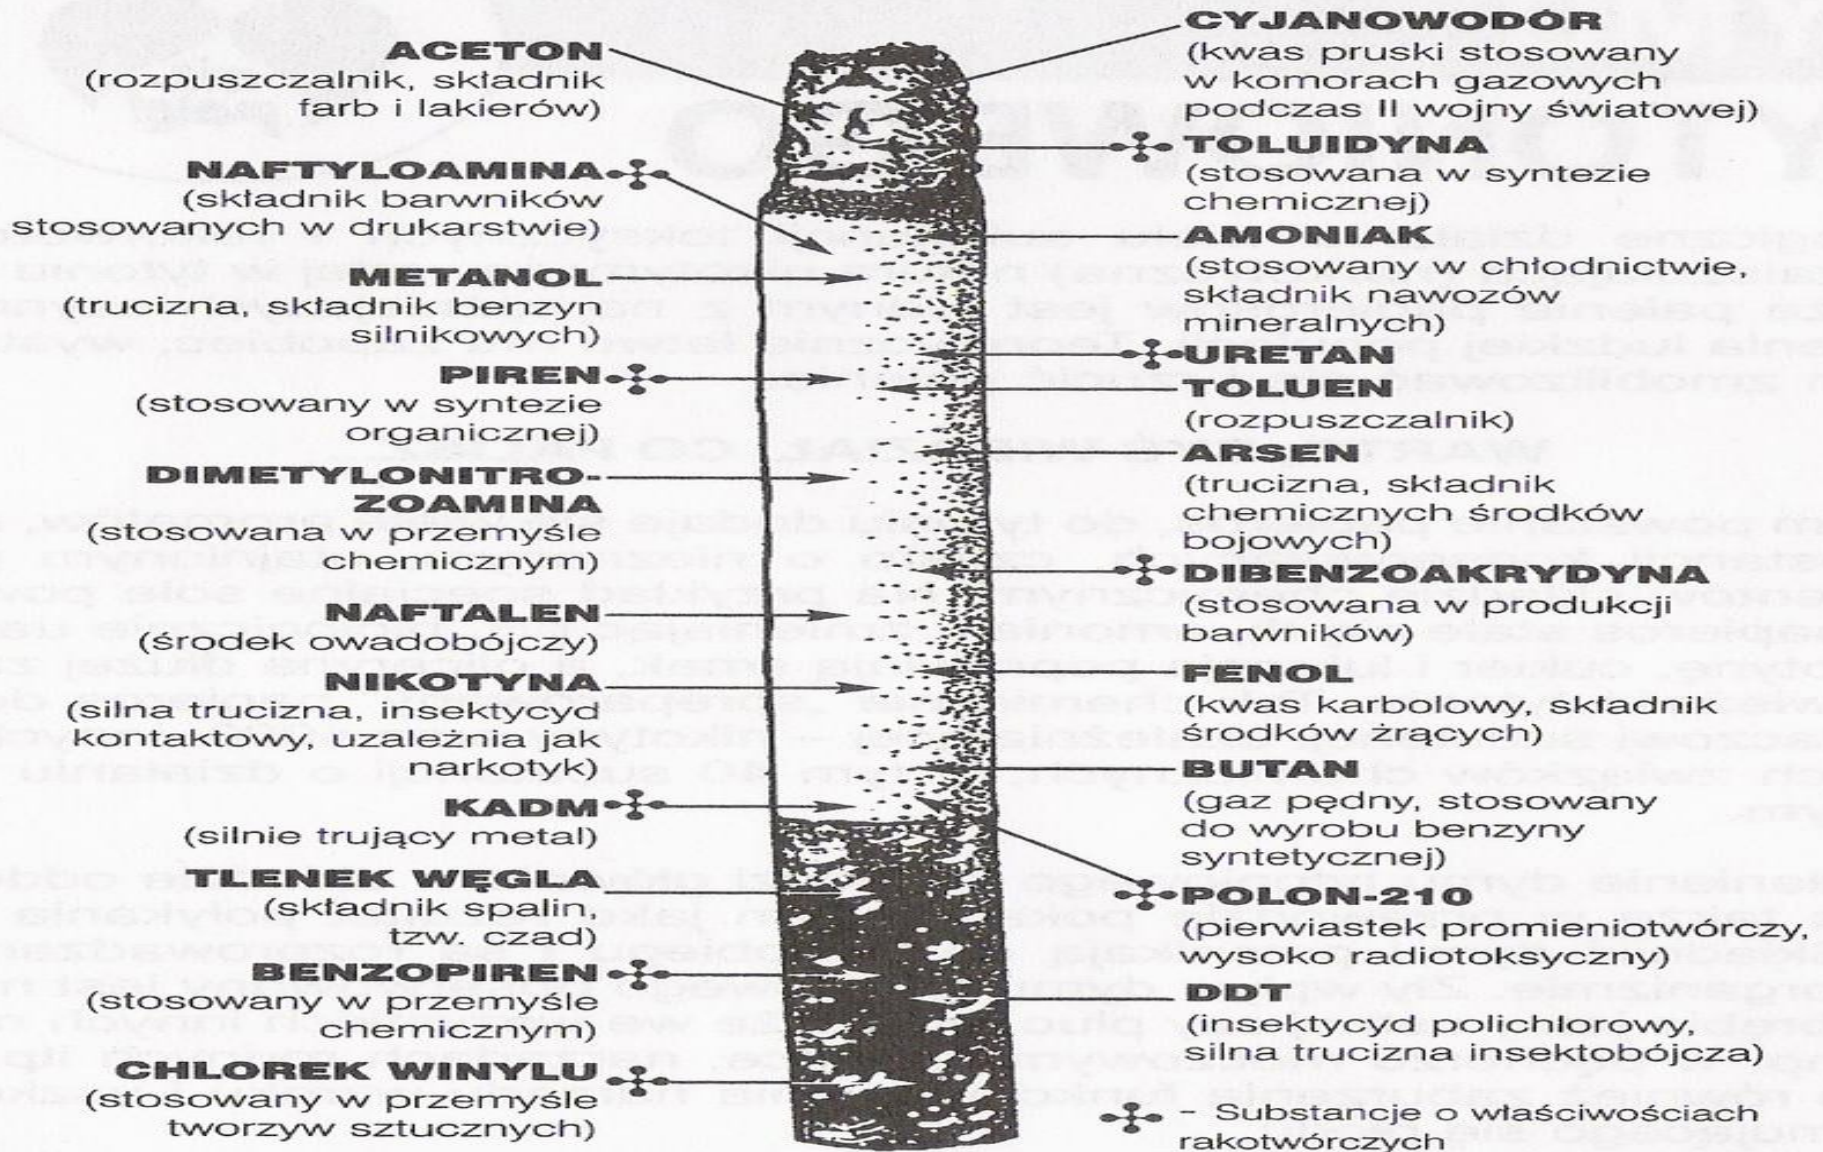 ACETON
(rozpuszczalnik, składnik
farb i lakierów)
NAFTYLOAMINA
(składnik barwników
stosowanych w drukarstwie)
METANOL
(trucizna, składnik benzyn
silnikowych)
PIREN
(stosowany w syntezie
organicznej)
DIMETYLONITRO-
ZOAMINA
(stosowana w przemyśle
chemicznym)
NAFTALEN
(środek owadobójczy)
NIKOTYNA
(silna trucizna, insektycyd
kontaktowy, uzależnia jak
narkotyk)
KADM
(silnie trujący metal)
TLENEK WĘGLA
(składnik spalin,
tzw. czad)
BENZOPIREN
(stosowany w przemyśle
chemicznym)
CHLOREK WINYLU
(stosowany w przemyśle
tworzyw sztucznych)
CYJANOWODÓR
(kwas pruski stosowany
w komorach gazowych
podczas II wojny światowej)
TOLUIDYNA
(stosowana w syntezie
chemicznej)
AMONIAK
(stosowany w chłodnictwie,
składnik nawozów
mineralnych)
URETAN
TOLUEN
(rozpuszczalnik)
ARSEN
(trucizna, składnik
chemicznych środków
bojowych)
DIBENZOAKRYDYNA
(stosowana w produkcji
barwników)
FENOL
(kwas karbolowy, składnik
środków żrących)
BUTAN
(gaz pędny, stosowany
do wyrobu benzyny
syntetycznej)
POLON-210
(pierwiastek promieniotwórczy,
wysoko radiotoksyczny)
DDT
(insektycyd polichlorowy,
silna trucizna insektobójcza)
- Substancje o właściwościach
rakotwórczych